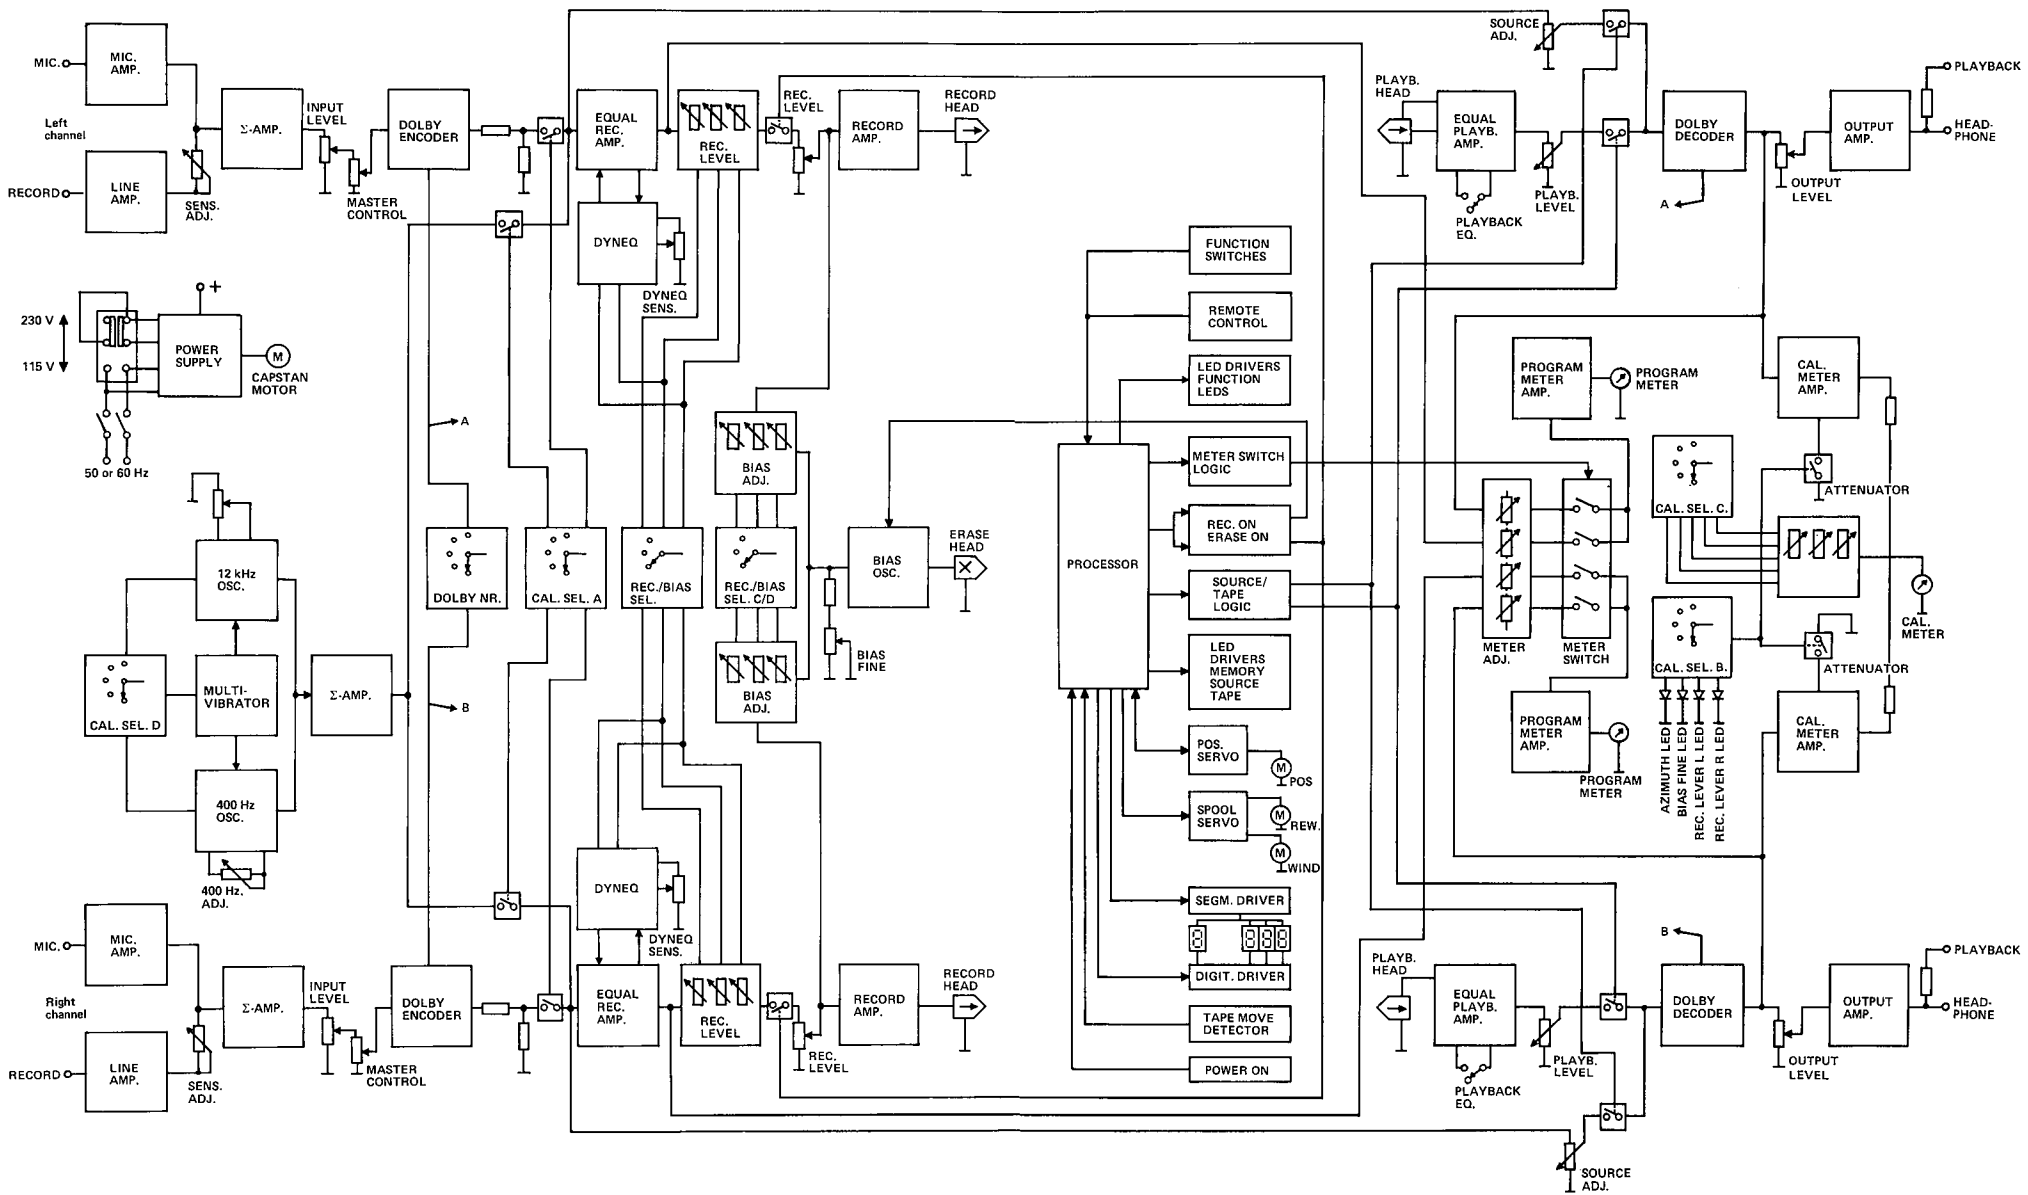 MIC.
MIC. AMP.
Left channel
RECORD
LINE AMP.
SENS. ADJ.
Σ-AMP.
INPUT LEVEL
MASTER CONTROL
DOLBY ENCODER
EQUAL REC. AMP.
REC. LEVEL
REC. LEVEL
RECORD AMP.
RECORD HEAD
DYNEQ
DYNEQ SENS.
SOURCE ADJ.
PLAYB. HEAD
EQUAL PLAYB. AMP.
PLAYBACK EQ.
PLAYB. LEVEL
DOLBY DECODER
A
OUTPUT LEVEL
OUTPUT AMP.
PLAYBACK
HEAD-PHONE
230 V
115 V
+
POWER SUPPLY
M
CAPSTAN MOTOR
50 or 60 Hz
A
B
12 kHz OSC.
CAL. SEL. D
MULTI-VIBRATOR
Σ-AMP.
400 Hz OSC.
400 Hz. ADJ.
DOLBY NR.
CAL. SEL. A
REC./BIAS SEL.
BIAS ADJ.
REC./BIAS SEL. C/D
BIAS ADJ.
BIAS OSC.
BIAS FINE
ERASE HEAD
PROCESSOR
FUNCTION SWITCHES
REMOTE CONTROL
LED DRIVERS FUNCTION LEDS
METER SWITCH LOGIC
REC. ON ERASE ON
SOURCE/ TAPE LOGIC
LED DRIVERS MEMORY SOURCE TAPE
POS. SERVO
M
POS
SPOOL SERVO
M
REW.
M
WIND
SEGM. DRIVER
8 8 8 8
DIGIT. DRIVER
TAPE MOVE DETECTOR
POWER ON
PROGRAM METER AMP.
PROGRAM METER
METER ADJ.
METER SWITCH
PROGRAM METER AMP.
PROGRAM METER
CAL. METER AMP.
CAL. SEL. C.
ATTENUATOR
CAL. SEL. B.
ATTENUATOR
CAL. METER
CAL. METER AMP.
AZIMUTH LED
BIAS FINE LED
REC. LEVER L LED
REC. LEVER R LED
MIC.
MIC. AMP.
Right channel
RECORD
LINE AMP.
SENS. ADJ.
Σ-AMP.
INPUT LEVEL
MASTER CONTROL
DOLBY ENCODER
DYNEQ
DYNEQ SENS.
EQUAL REC. AMP.
REC. LEVEL
REC. LEVEL
RECORD AMP.
RECORD HEAD
PLAYB. HEAD
EQUAL PLAYB. AMP.
PLAYBACK EQ.
PLAYB. LEVEL
SOURCE ADJ.
B
DOLBY DECODER
OUTPUT LEVEL
OUTPUT AMP.
PLAYBACK
HEAD-PHONE